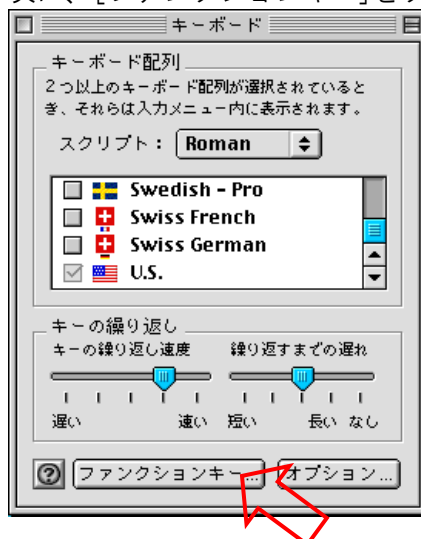 キーボード
キーボード配列
2つ以上のキーボード配列が選択されていると
き、それらは入力メニュー内に表示されます。
スクリプト： Roman
Swedish - Pro
Swiss French
Swiss German
U.S.
キーの繰り返し
キーの繰り返し速度 繰り返すまでの遅れ
遅い 速い 短い 長い なし
ファンクションキー... オプション...